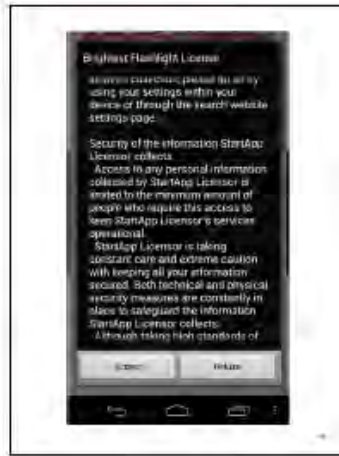 Brightest Flashlight License
using your settings within your
device or through the search website
settings page.
Security of the information StartApp
Licensor collects
Access to any personal information
collected by StartApp Licensor is
limited to the minimum amount of
people who require this access to
keep StartApp Licensor's services
operational.
StartApp Licensor is taking
constant care and extreme caution
with keeping all your information
secured. Both technical and physical
security measures are constantly in
place to safeguard the information
StartApp Licensor collects.
Although taking high standards of
Refuse